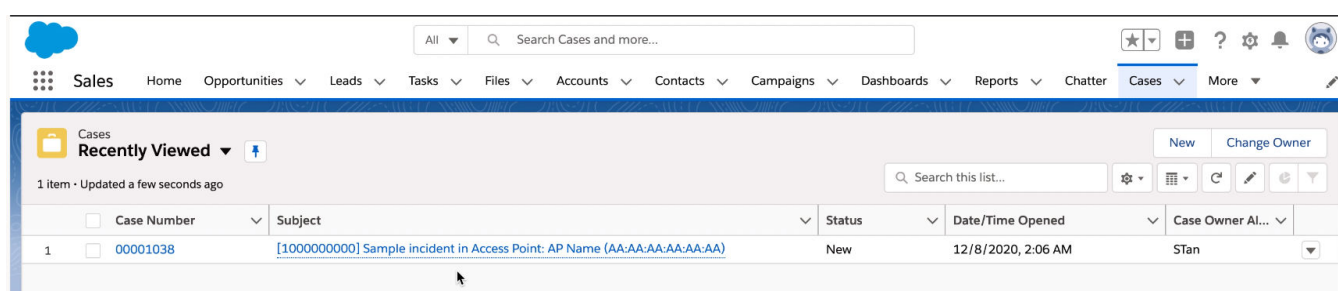 All
Search Cases and more...
Sales Home Opportunities Leads Tasks Files Accounts Contacts Campaigns Dashboards Reports Chatter Cases More
Cases
Recently Viewed
New Change Owner
1 item • Updated a few seconds ago
Search this list...
Case Number Subject Status Date/Time Opened Case Owner Al...
1 00001038 [1000000000] Sample incident in Access Point: AP Name (AA:AA:AA:AA:AA:AA) New 12/8/2020, 2:06 AM STan